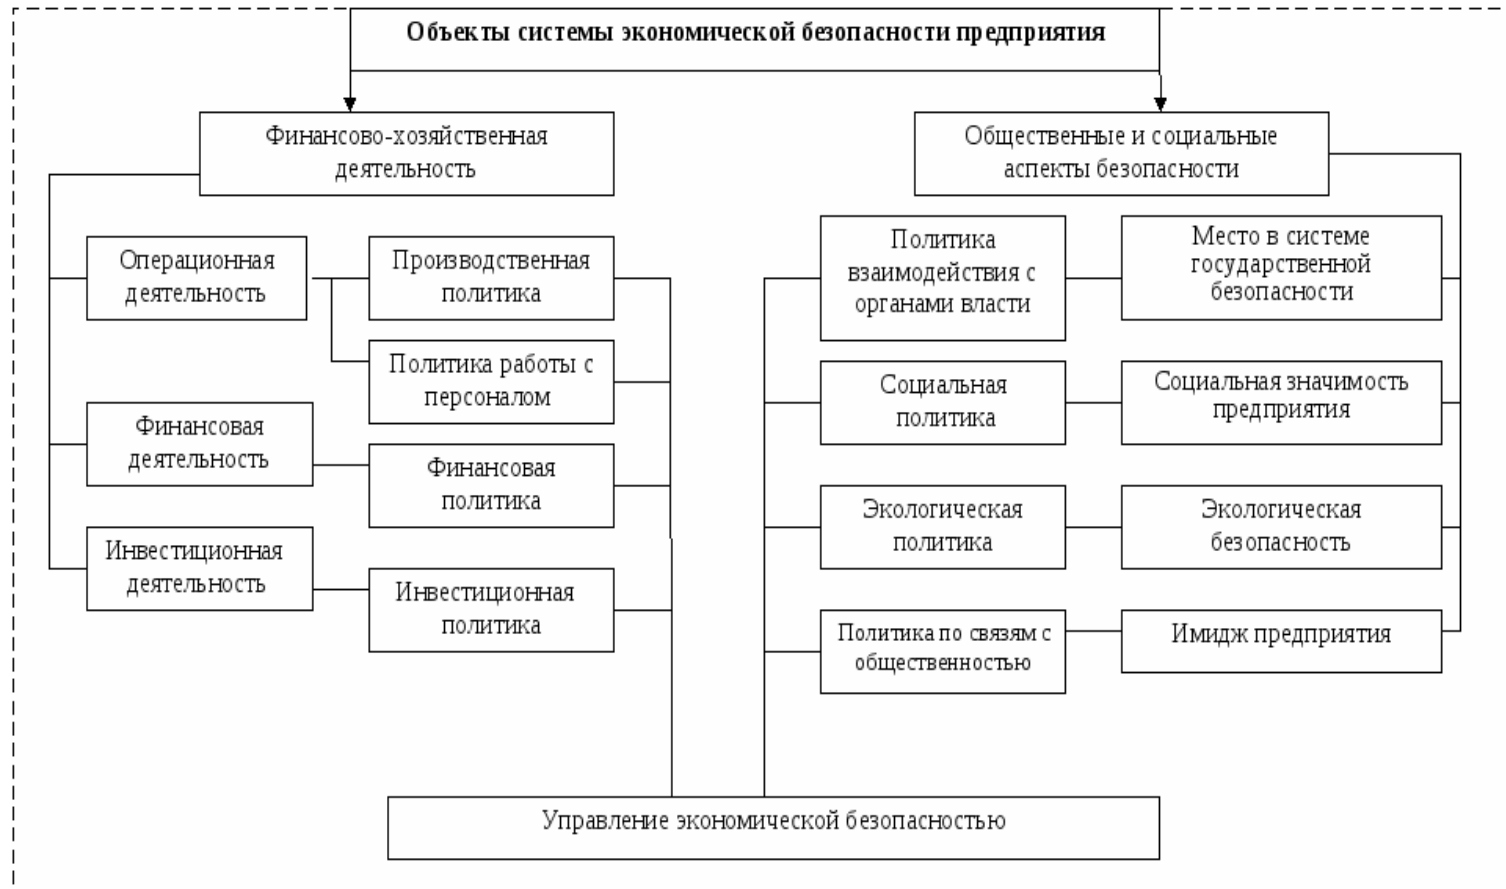 Объекты системы экономической безопасности предприятия
Финансово-хозяйственная
деятельность
Общественные и социальные
аспекты безопасности
Операционная
деятельность
Производственная
политика
Политика работы с
персоналом
Финансовая
деятельность
Финансовая
политика
Инвестиционная
деятельность
Инвестиционная
политика
Политика
взаимодействия с
органами власти
Место в системе
государственной
безопасности
Социальная
политика
Социальная значимость
предприятия
Экологическая
политика
Экологическая
безопасность
Политика по связям с
общественностью
Имидж предприятия
Управление экономической безопасностью